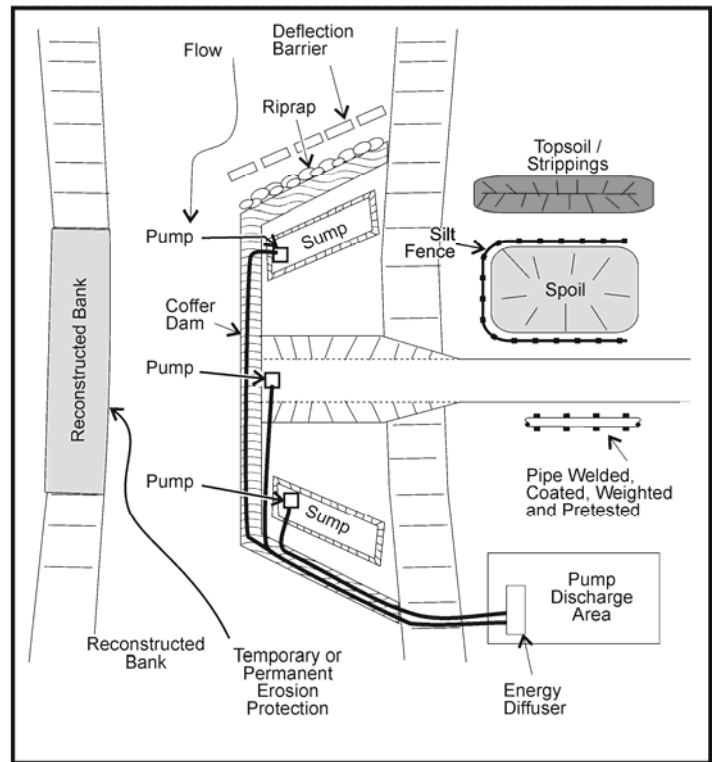 Deflection
Barrier
Flow
Riprap
Topsoil /
Strippings
Pump
Sump
Silt
Fence
Spoil
Coffer
Dam
Reconstructed Bank
Pump
Pump
Sump
Pipe Welded,
Coated, Weighted
and Pretested
Pump
Discharge
Area
Reconstructed
Bank
Temporary or
Permanent
Erosion
Protection
Energy
Diffuser